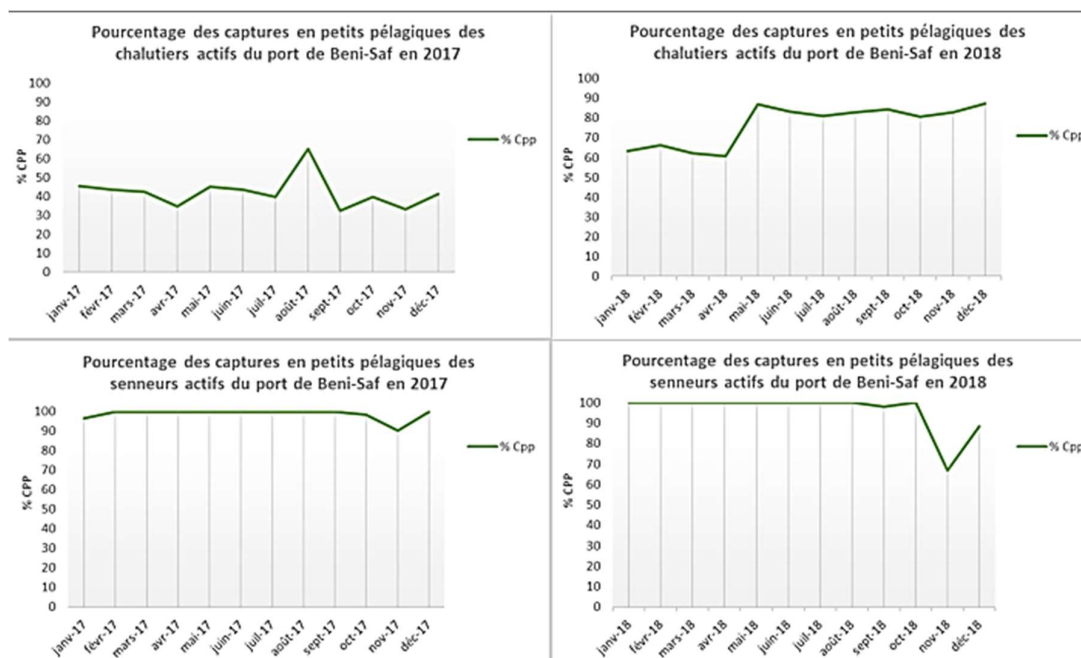 Pourcentage des captures en petits pélagiques des
chalutiers actifs du port de Beni-Saf en 2017
100
90
80
70
60
50
40
30
20
10
0
% CPP
% Cpp
janv-17
févr-17
mars-17
avr-17
mai-17
juin-17
juil-17
août-17
sept-17
oct-17
nov-17
déc-17
Pourcentage des captures en petits pélagiques des
chalutiers actifs du port de Beni-Saf en 2018
100
90
80
70
60
50
40
30
20
10
0
% CPP
% Cpp
janv-18
févr-18
mars-18
avr-18
mai-18
juin-18
juil-18
août-18
sept-18
oct-18
nov-18
déc-18
Pourcentage des captures en petits pélagiques des
senneurs actifs du port de Beni-Saf en 2017
100
90
80
70
60
50
40
30
20
10
0
% CPP
% Cpp
janv-17
févr-17
mars-17
avr-17
mai-17
juin-17
juil-17
août-17
sept-17
oct-17
nov-17
déc-17
Pourcentage des captures en petits pélagiques des
senneurs actifs du port de Beni-Saf en 2018
100
90
80
70
60
50
40
30
20
10
0
% CPP
% Cpp
janv-18
févr-18
mars-18
avr-18
mai-18
juin-18
juil-18
août-18
sept-18
oct-18
nov-18
déc-18